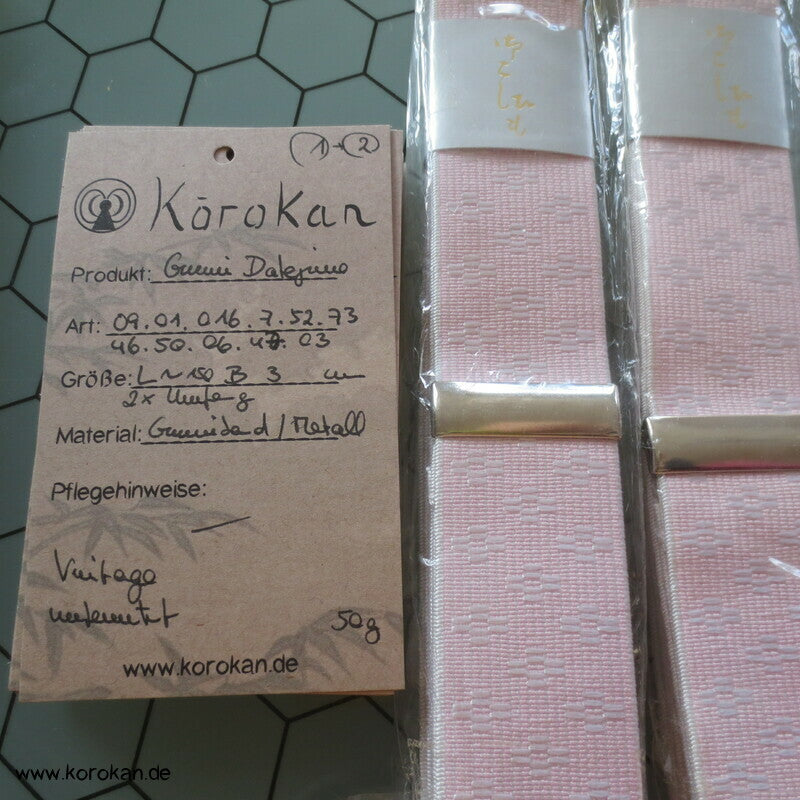 1 → 2
Kōrokan
Produkt: Gummi Datejime
Art: 09.01.016.7.52.73
46.50.06.47.03
Größe: L ~ 150 B 3 cm
2x Umfang
Material: Gummiband / Metall
Pflegehinweise:
—
Vintage
unbenutzt
50g
www.korokan.de
www.korokan.de